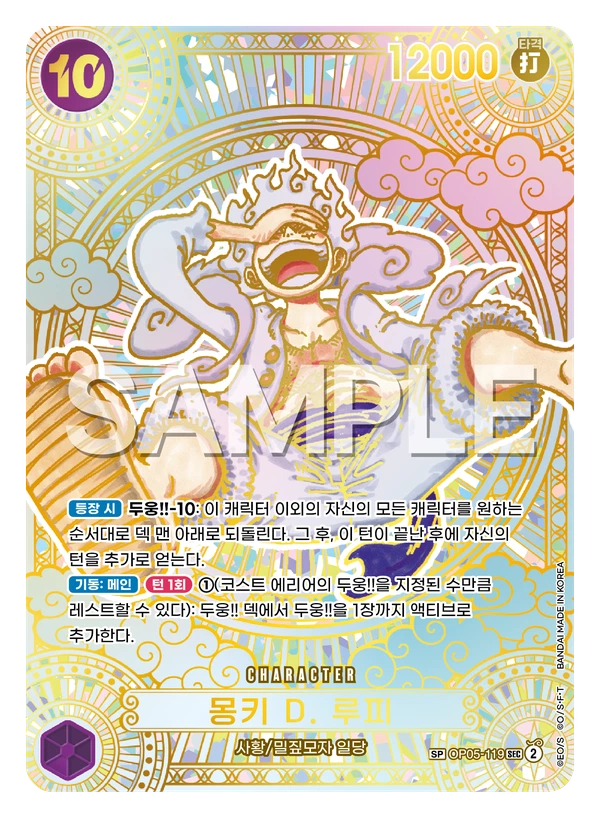 10
12000
타격
打
SAMPLE
등장 시 두웅!!-10: 이 캐릭터 이외의 자신의 모든 캐릭터를 원하는
순서대로 덱 맨 아래로 되돌린다. 그 후, 이 턴이 끝난 후에 자신의
턴을 추가로 얻는다.
기동: 메인 턴 1회 ①(코스트 에리어의 두웅!!을 지정된 수만큼
레스트할 수 있다): 두웅!! 덱에서 두웅!!을 1장까지 액티브로
추가한다.
CHARACTER
몽키 D. 루피
사황/밀짚모자 일당
SP OP05-119 SEC 2
©E.O/S ©O/S·F·T BANDAI MADE IN KOREA